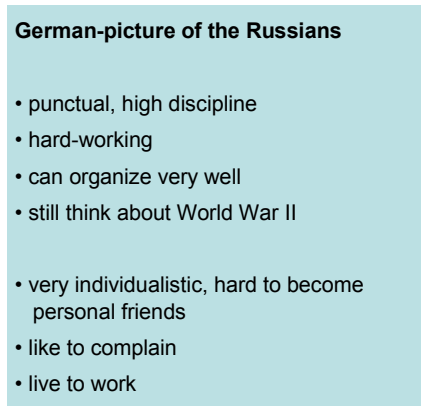 German-picture of the Russians
• punctual, high discipline
• hard-working
• can organize very well
• still think about World War II
• very individualistic, hard to become
personal friends
• like to complain
• live to work